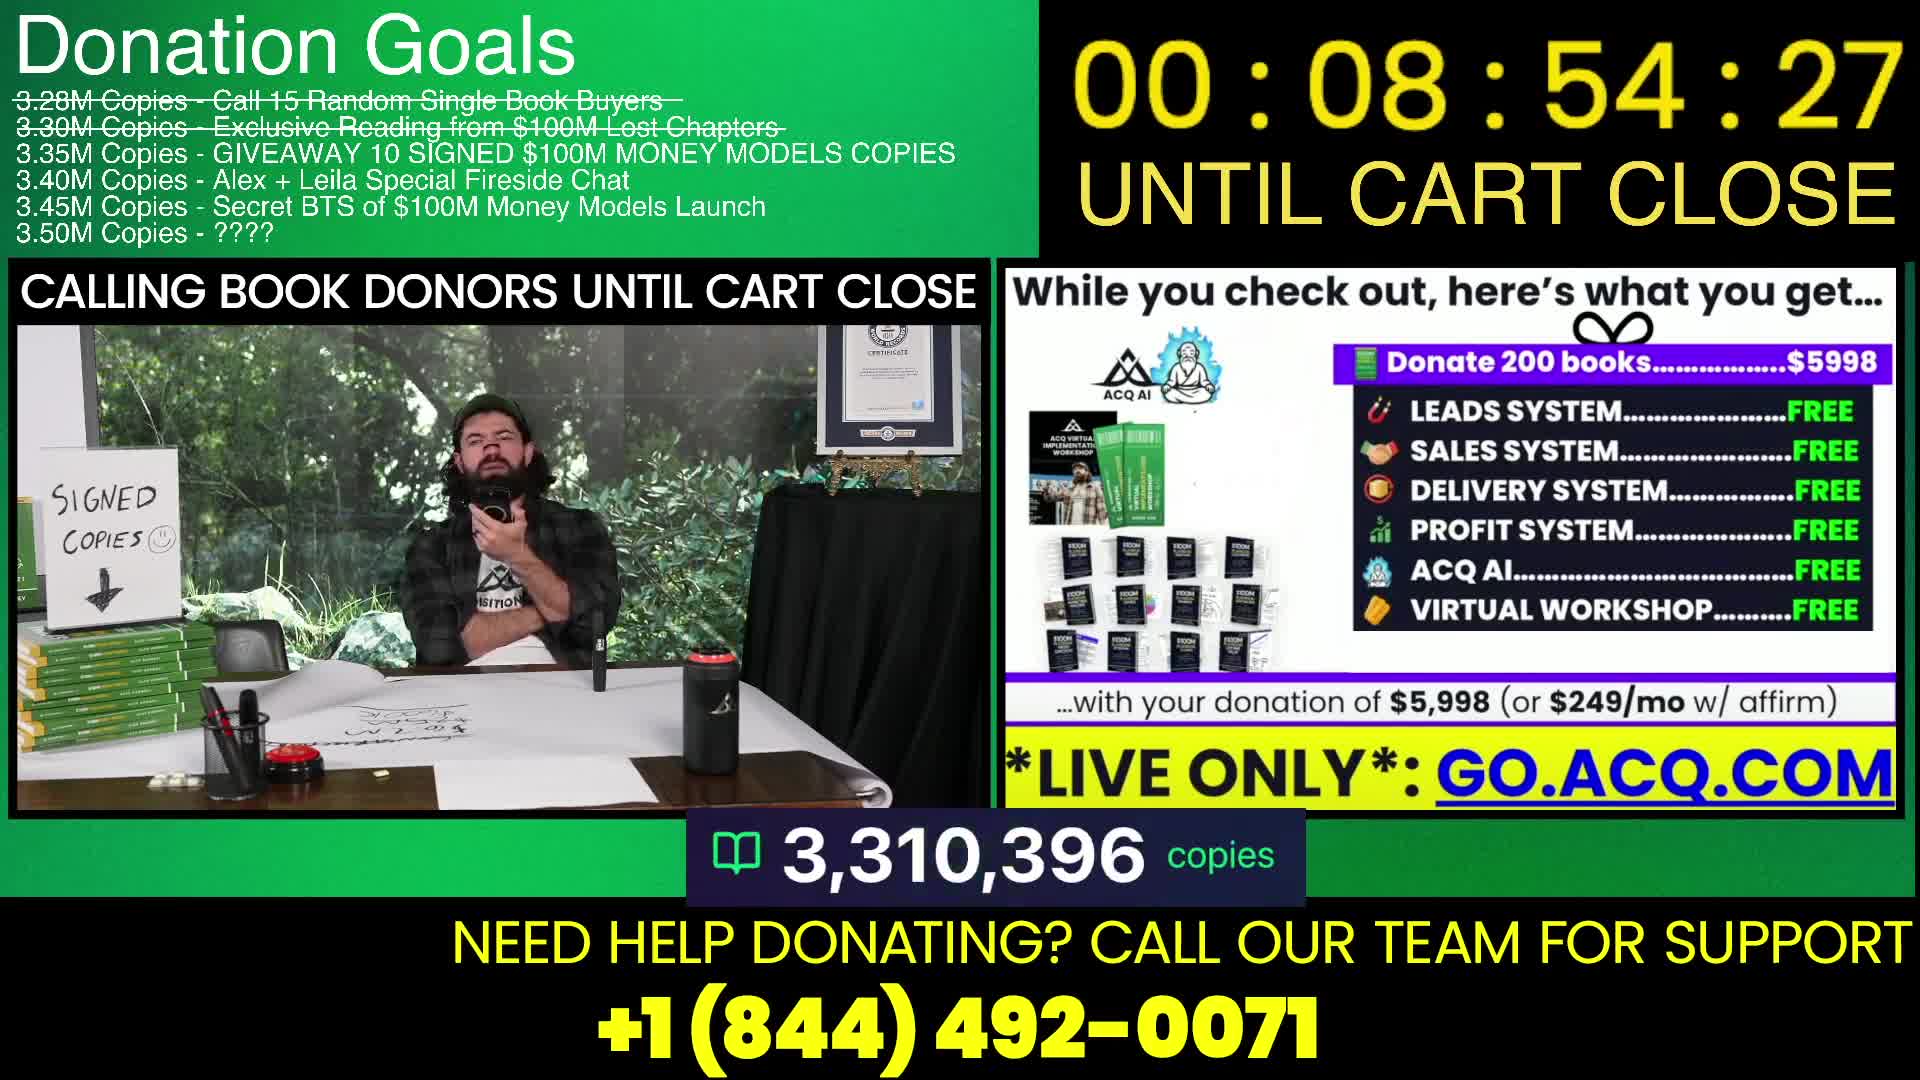 Donation Goals
3.28M Copies - Call 15 Random Single Book Buyers
3.30M Copies - Exclusive Reading from $100M Lost Chapters
3.35M Copies - GIVEAWAY 10 SIGNED $100M MONEY MODELS COPIES
3.40M Copies - Alex + Leila Special Fireside Chat
3.45M Copies - Secret BTS of $100M Money Models Launch
3.50M Copies - ????
00 : 08 : 54 : 27
UNTIL CART CLOSE
CALLING BOOK DONORS UNTIL CART CLOSE
CERTIFICATE
SIGNED
COPIES
While you check out, here's what you get...
ACQ AI
ACQ VIRTUAL
IMPLEMENTATION
WORKSHOP
Donate 200 books..................$5998
LEADS SYSTEM......................FREE
SALES SYSTEM.......................FREE
DELIVERY SYSTEM................FREE
PROFIT SYSTEM.....................FREE
ACQ AI.....................................FREE
VIRTUAL WORKSHOP..........FREE
...with your donation of $5,998 (or $249/mo w/ affirm)
*LIVE ONLY*: GO.ACQ.COM
3,310,396 copies
NEED HELP DONATING? CALL OUR TEAM FOR SUPPORT
+1 (844) 492-0071